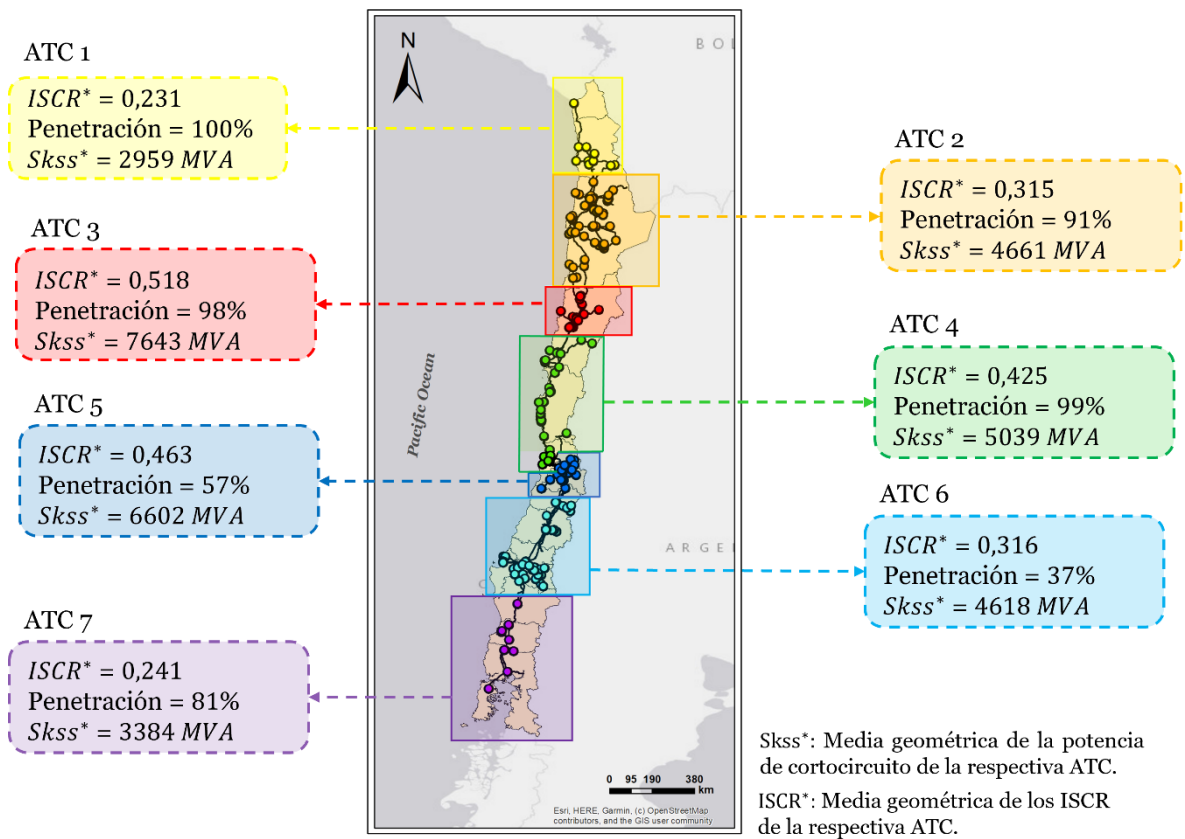 ATC 1
ISCR* = 0,231
Penetración = 100%
Skss* = 2959 MVA
ATC 2
ISCR* = 0,315
Penetración = 91%
Skss* = 4661 MVA
ATC 3
ISCR* = 0,518
Penetración = 98%
Skss* = 7643 MVA
ATC 4
ISCR* = 0,425
Penetración = 99%
Skss* = 5039 MVA
ATC 5
ISCR* = 0,463
Penetración = 57%
Skss* = 6602 MVA
ATC 6
ISCR* = 0,316
Penetración = 37%
Skss* = 4618 MVA
ATC 7
ISCR* = 0,241
Penetración = 81%
Skss* = 3384 MVA
N
BOL
Pacific Ocean
ARGEN
0 95 190 380
km
Esri, HERE, Garmin, (c) OpenStreetMap
contributors, and the GIS user community
Skss*: Media geométrica de la potencia
de cortocircuito de la respectiva ATC.
ISCR*: Media geométrica de los ISCR
de la respectiva ATC.